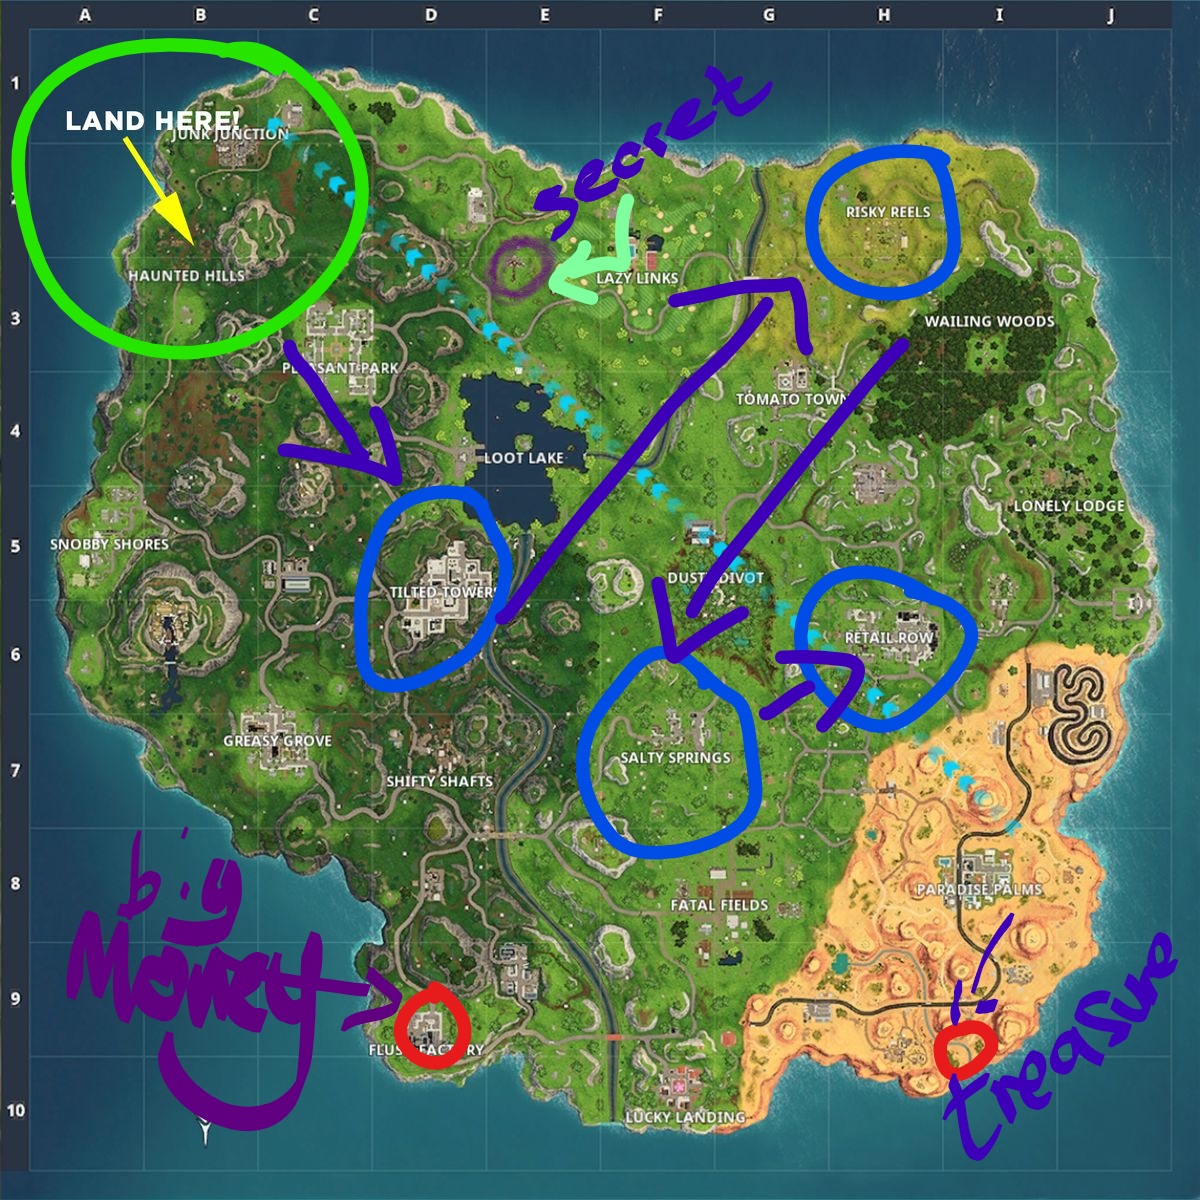 A B C D E F G H I J
1
secret
LAND HERE!
JUNK JUNCTION
2
RISKY REELS
HAUNTED HILLS
LAZY LINKS
3
WAILING WOODS
PLEASANT PARK
TOMATO TOWN
4
LOOT LAKE
LONELY LODGE
5
SNOBBY SHORES
DUSTY DIVOT
TILTED TOWERS
RETAIL ROW
6
GREASY GROVE
SALTY SPRINGS
7
SHIFTY SHAFTS
big
Money
8
PARADISE PALMS
FATAL FIELDS
9
treasure
FLUSH FACTORY
10
LUCKY LANDING